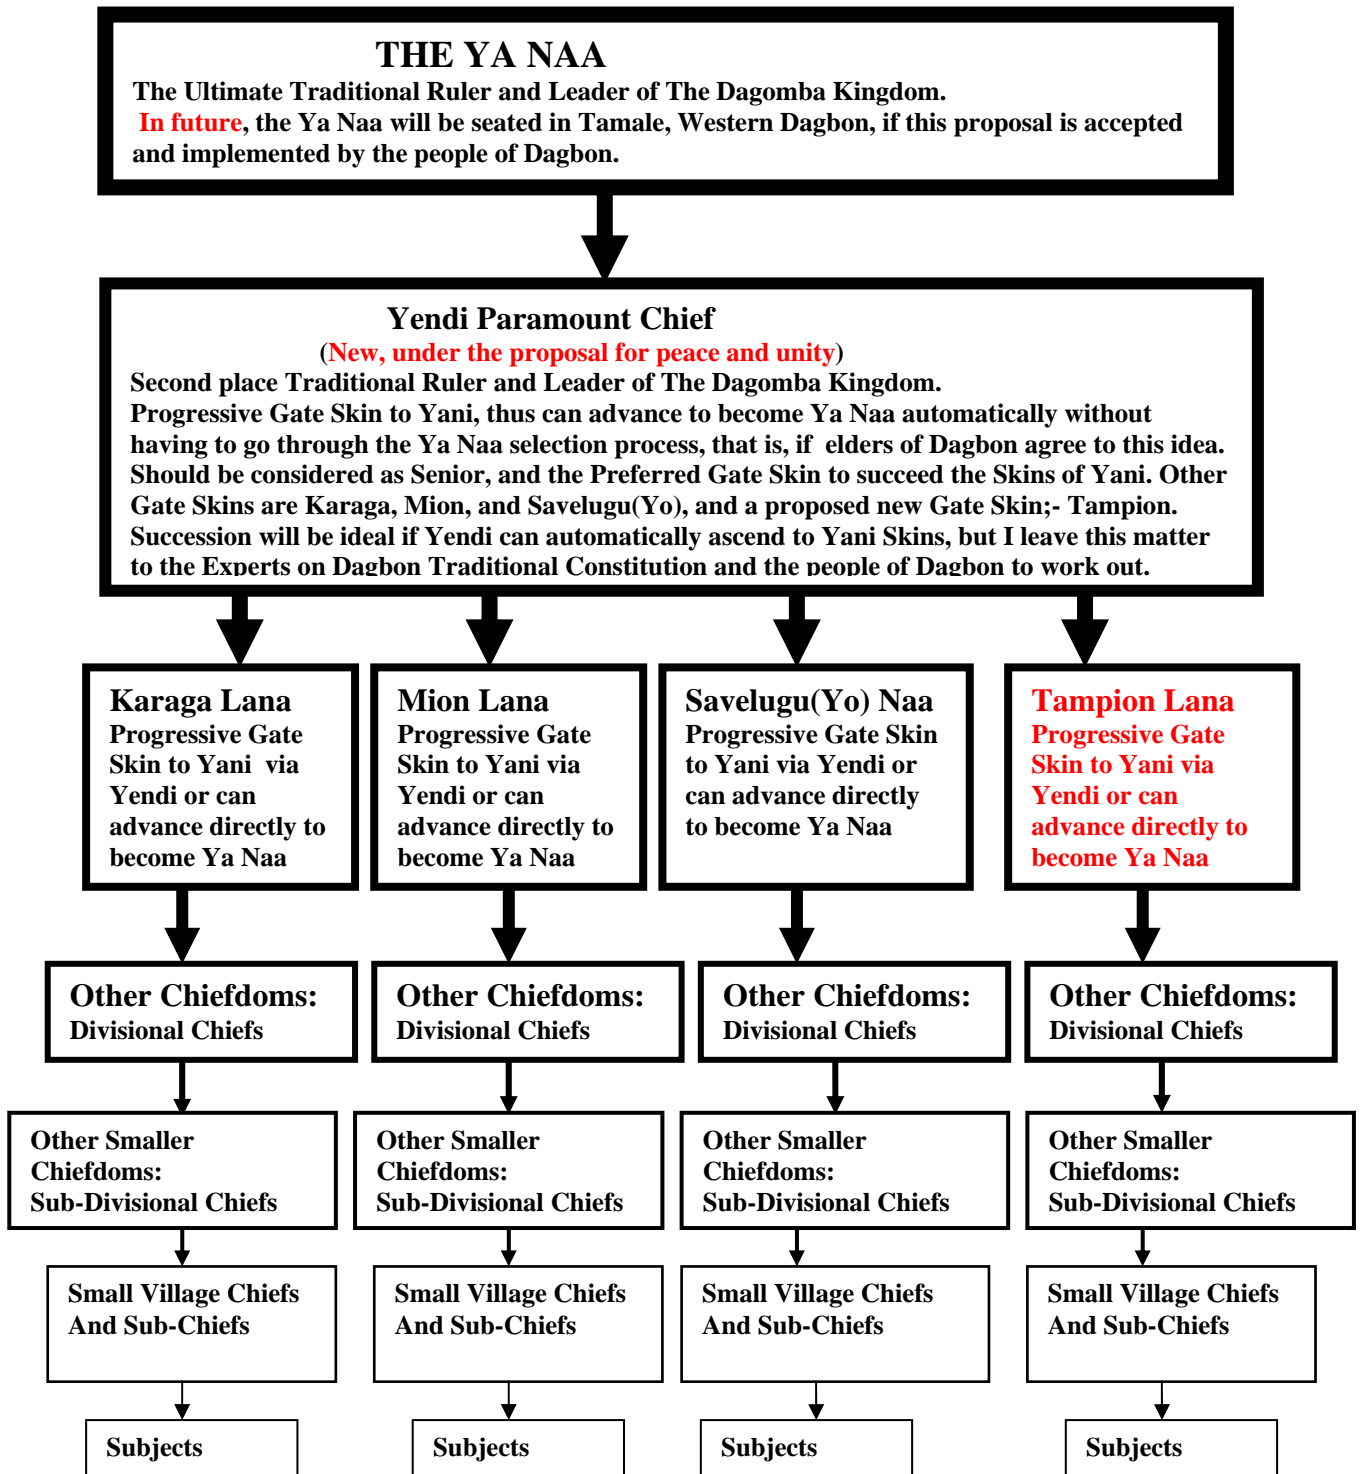 THE YA NAA
The Ultimate Traditional Ruler and Leader of The Dagomba Kingdom.
In future, the Ya Naa will be seated in Tamale, Western Dagbon, if this proposal is accepted
and implemented by the people of Dagbon.
Yendi Paramount Chief
(New, under the proposal for peace and unity)
Second place Traditional Ruler and Leader of The Dagomba Kingdom.
Progressive Gate Skin to Yani, thus can advance to become Ya Naa automatically without
having to go through the Ya Naa selection process, that is, if elders of Dagbon agree to this idea.
Should be considered as Senior, and the Preferred Gate Skin to succeed the Skins of Yani. Other
Gate Skins are Karaga, Mion, and Savelugu(Yo), and a proposed new Gate Skin;- Tampion.
Succession will be ideal if Yendi can automatically ascend to Yani Skins, but I leave this matter
to the Experts on Dagbon Traditional Constitution and the people of Dagbon to work out.
Karaga Lana
Progressive Gate
Skin to Yani via
Yendi or can
advance directly to
become Ya Naa
Mion Lana
Progressive Gate
Skin to Yani via
Yendi or can
advance directly to
become Ya Naa
Savelugu(Yo) Naa
Progressive Gate Skin
to Yani via Yendi or
can advance directly
to become Ya Naa
Tampion Lana
Progressive Gate
Skin to Yani via
Yendi or can
advance directly to
become Ya Naa
Other Chiefdoms:
Divisional Chiefs
Other Chiefdoms:
Divisional Chiefs
Other Chiefdoms:
Divisional Chiefs
Other Chiefdoms:
Divisional Chiefs
Other Smaller
Chiefdoms:
Sub-Divisional Chiefs
Other Smaller
Chiefdoms:
Sub-Divisional Chiefs
Other Smaller
Chiefdoms:
Sub-Divisional Chiefs
Other Smaller
Chiefdoms:
Sub-Divisional Chiefs
Small Village Chiefs
And Sub-Chiefs
Small Village Chiefs
And Sub-Chiefs
Small Village Chiefs
And Sub-Chiefs
Small Village Chiefs
And Sub-Chiefs
Subjects
Subjects
Subjects
Subjects